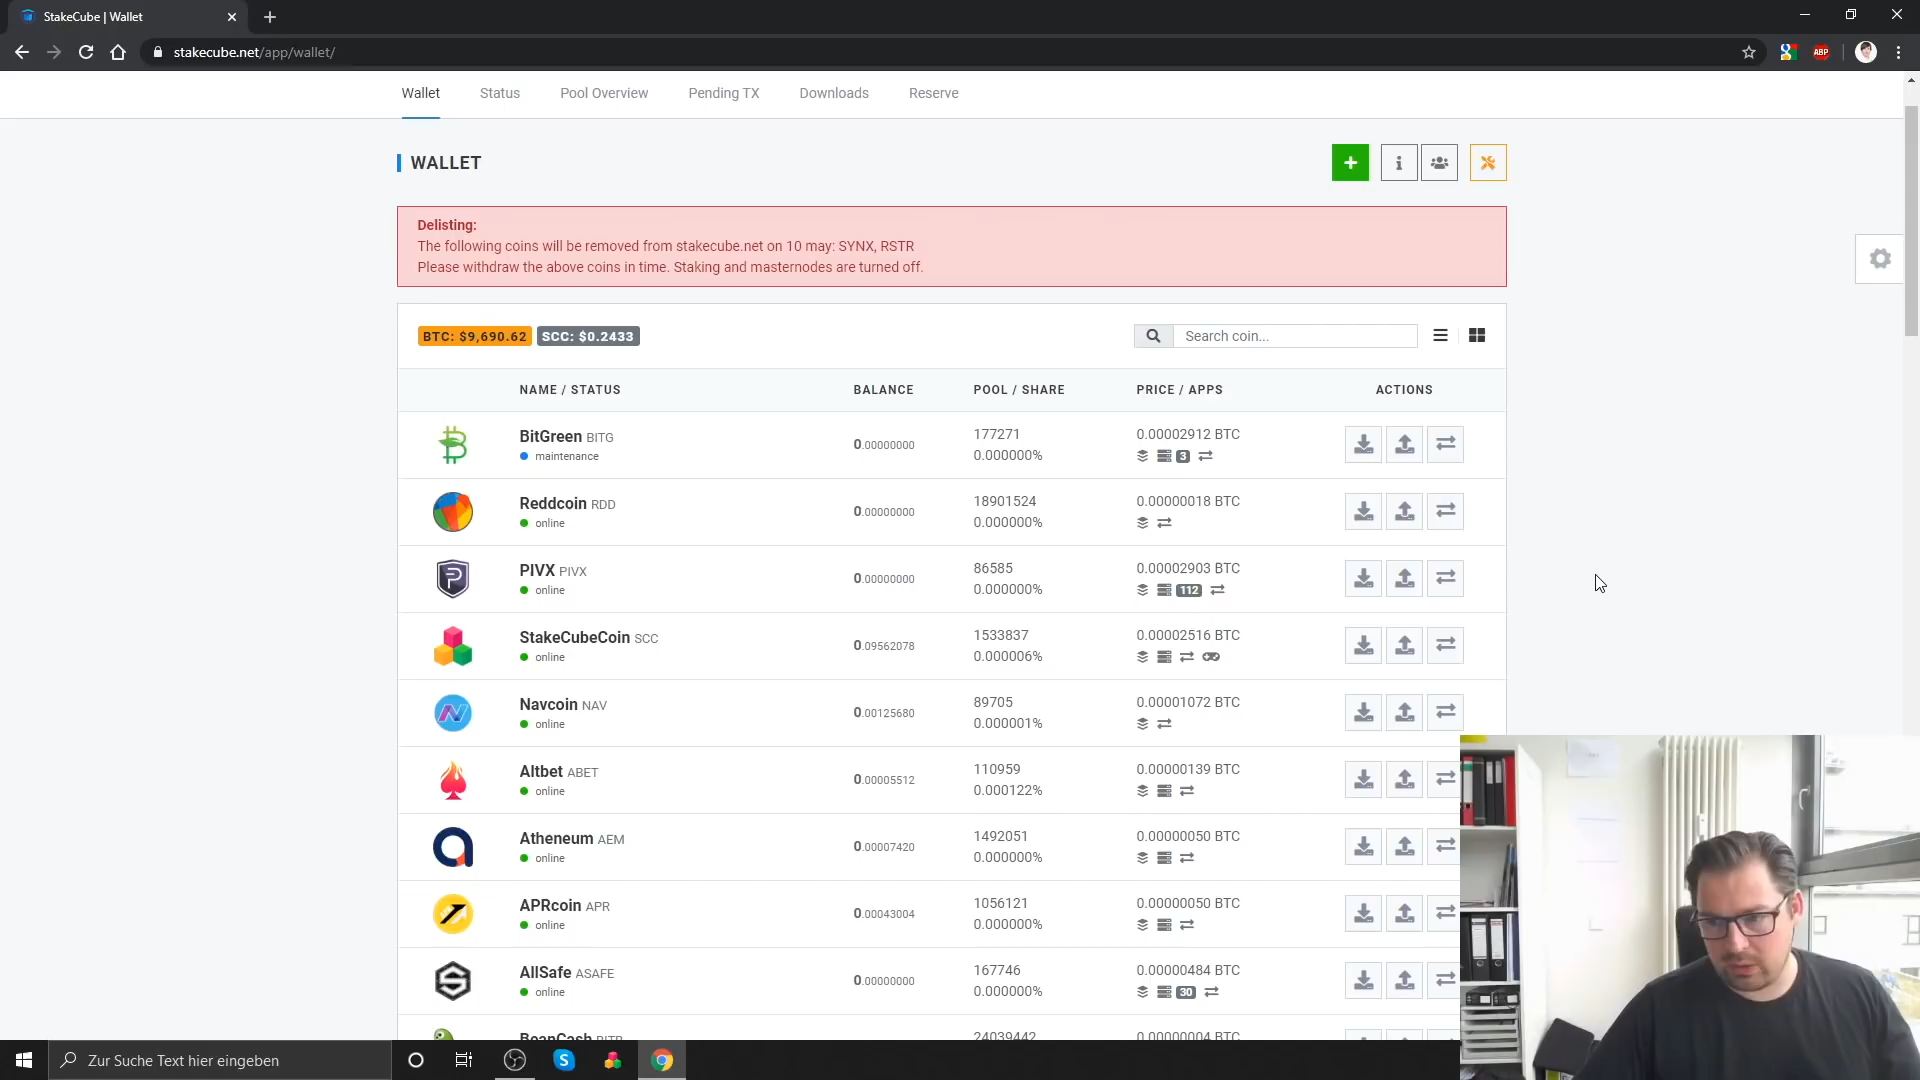 StakeCube | Wallet
stakecube.net/app/wallet/
ABP
Wallet
Status
Pool Overview
Pending TX
Downloads
Reserve
WALLET
Delisting:
The following coins will be removed from stakecube.net on 10 may: SYNX, RSTR
Please withdraw the above coins in time. Staking and masternodes are turned off.
BTC: $9,690.62
SCC: $0.2433
Search coin...
NAME / STATUS
BALANCE
POOL / SHARE
PRICE / APPS
ACTIONS
BitGreen BITG
maintenance
0.00000000
177271
0.000000%
0.00002912 BTC
3
Reddcoin RDD
online
0.00000000
18901524
0.000000%
0.00000018 BTC
PIVX PIVX
online
0.00000000
86585
0.000000%
0.00002903 BTC
112
StakeCubeCoin SCC
online
0.09562078
1533837
0.000006%
0.00002516 BTC
Navcoin NAV
online
0.00125680
89705
0.000001%
0.00001072 BTC
Altbet ABET
online
0.00005512
110959
0.000122%
0.00000139 BTC
Atheneum AEM
online
0.00007420
1492051
0.000000%
0.00000050 BTC
APRcoin APR
online
0.00043004
1056121
0.000000%
0.00000050 BTC
AllSafe ASAFE
online
0.00000000
167746
0.000000%
0.00000484 BTC
30
BeanCash BITB
24039442
0.00000004 BTC
Zur Suche Text hier eingeben